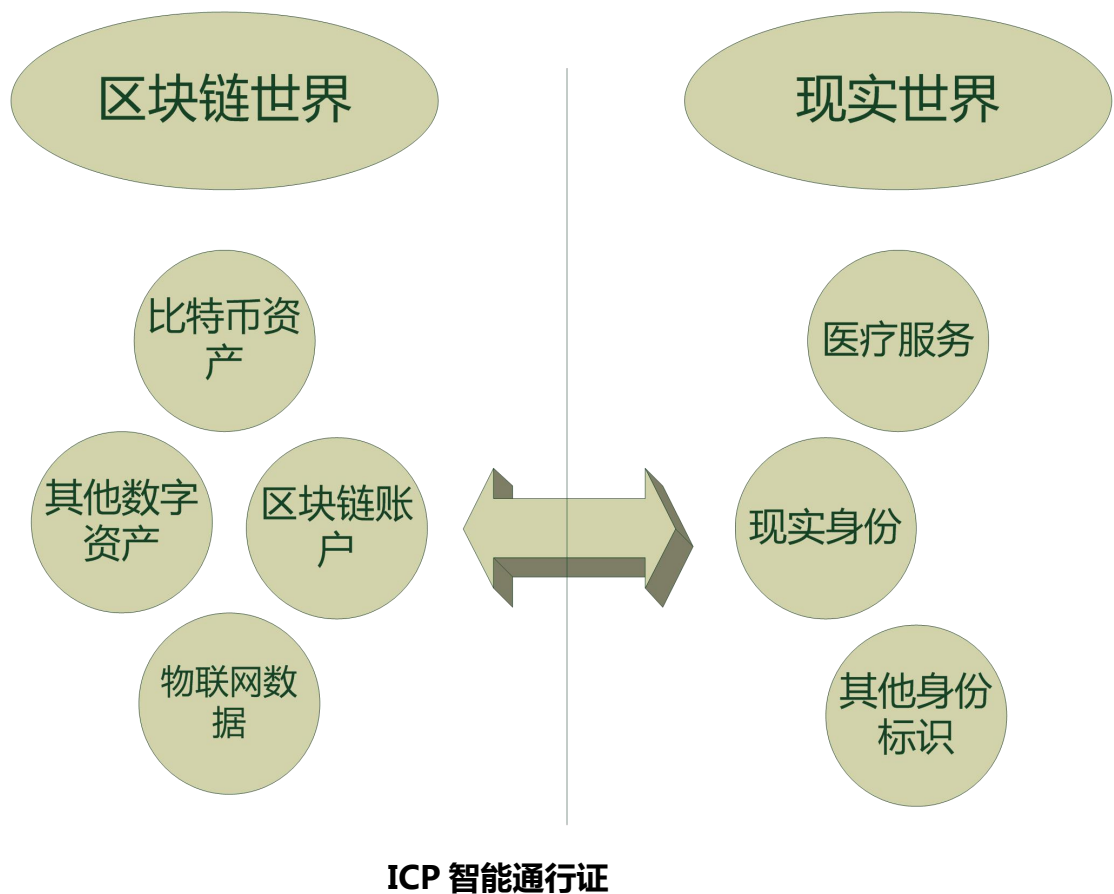 区块链世界
现实世界
比特币资
产
医疗服务
其他数字
资产
区块链账
户
现实身份
物联网数
据
其他身份
标识
ICP 智能通行证